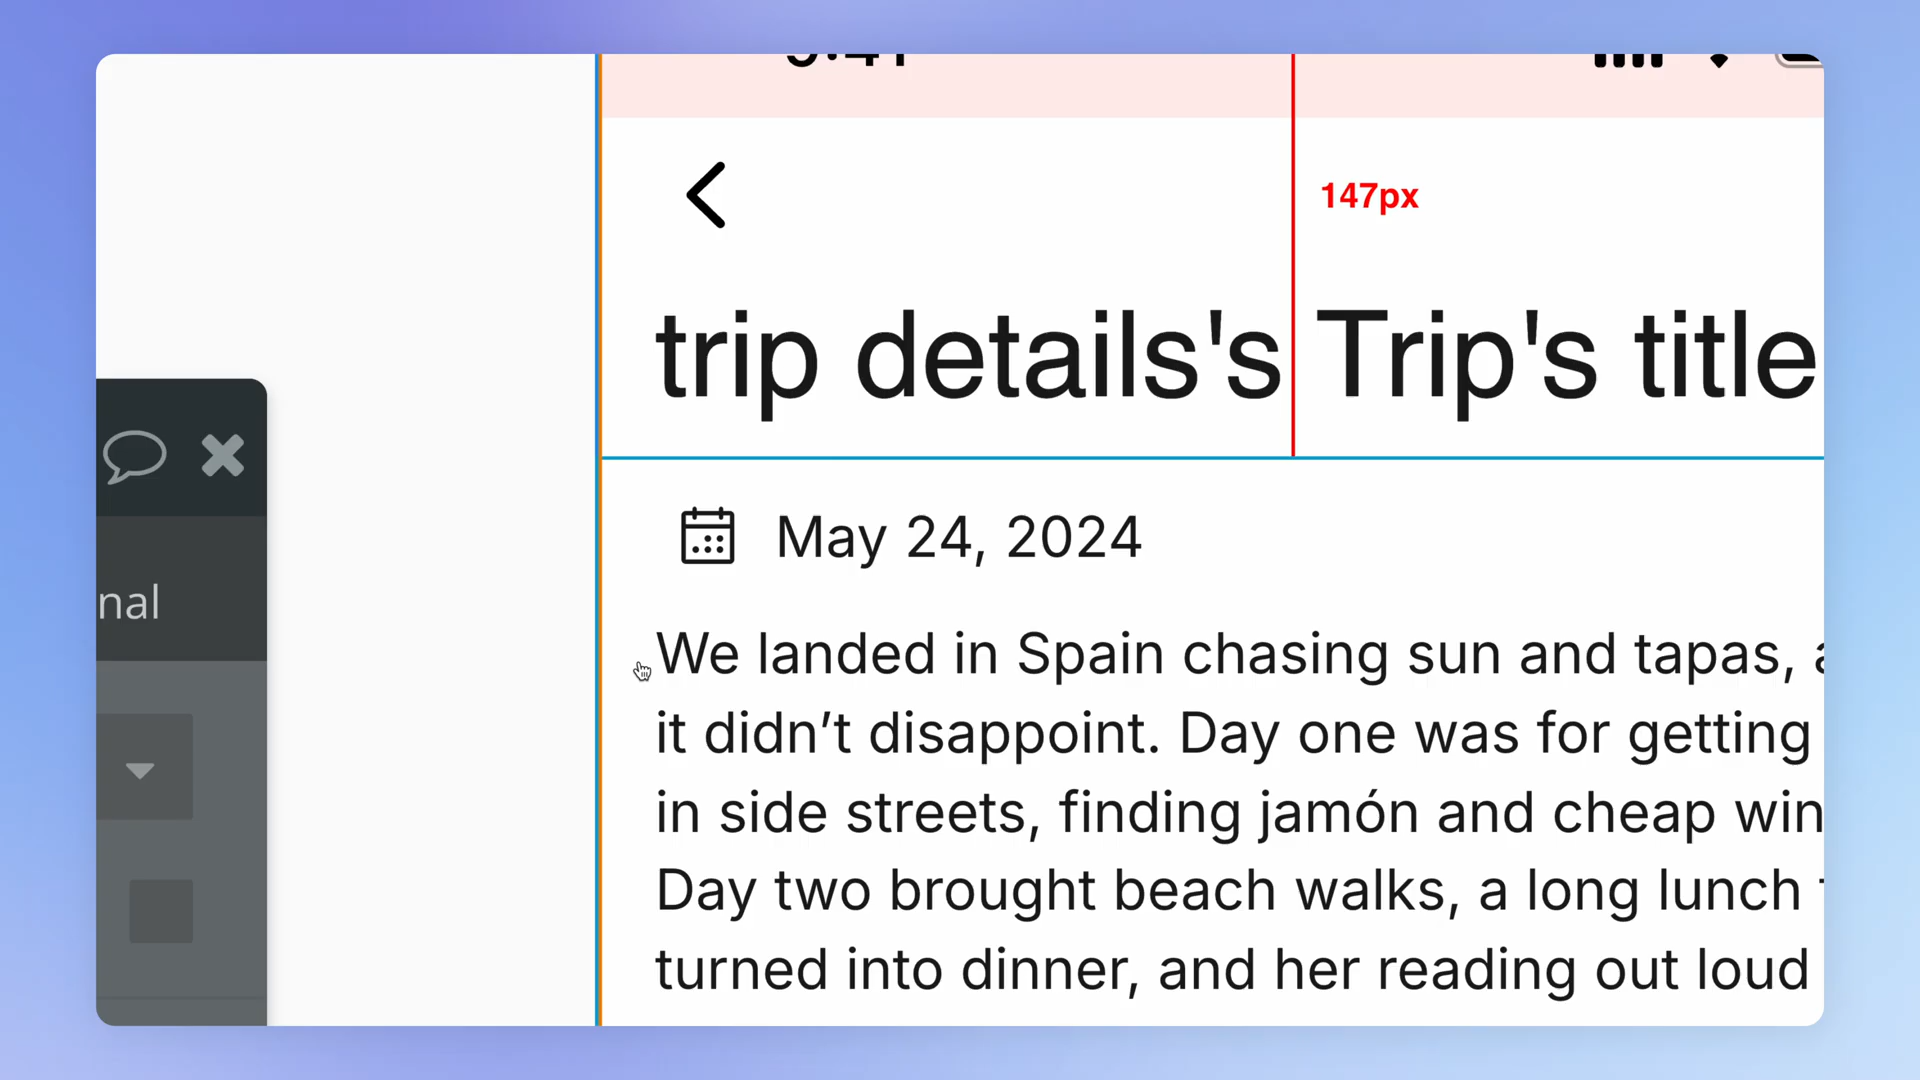 9:41
147px
trip details's Trip's title
nal
May 24, 2024
We landed in Spain chasing sun and tapas,
it didn’t disappoint. Day one was for getting
in side streets, finding jamón and cheap win
Day two brought beach walks, a long lunch
turned into dinner, and her reading out loud